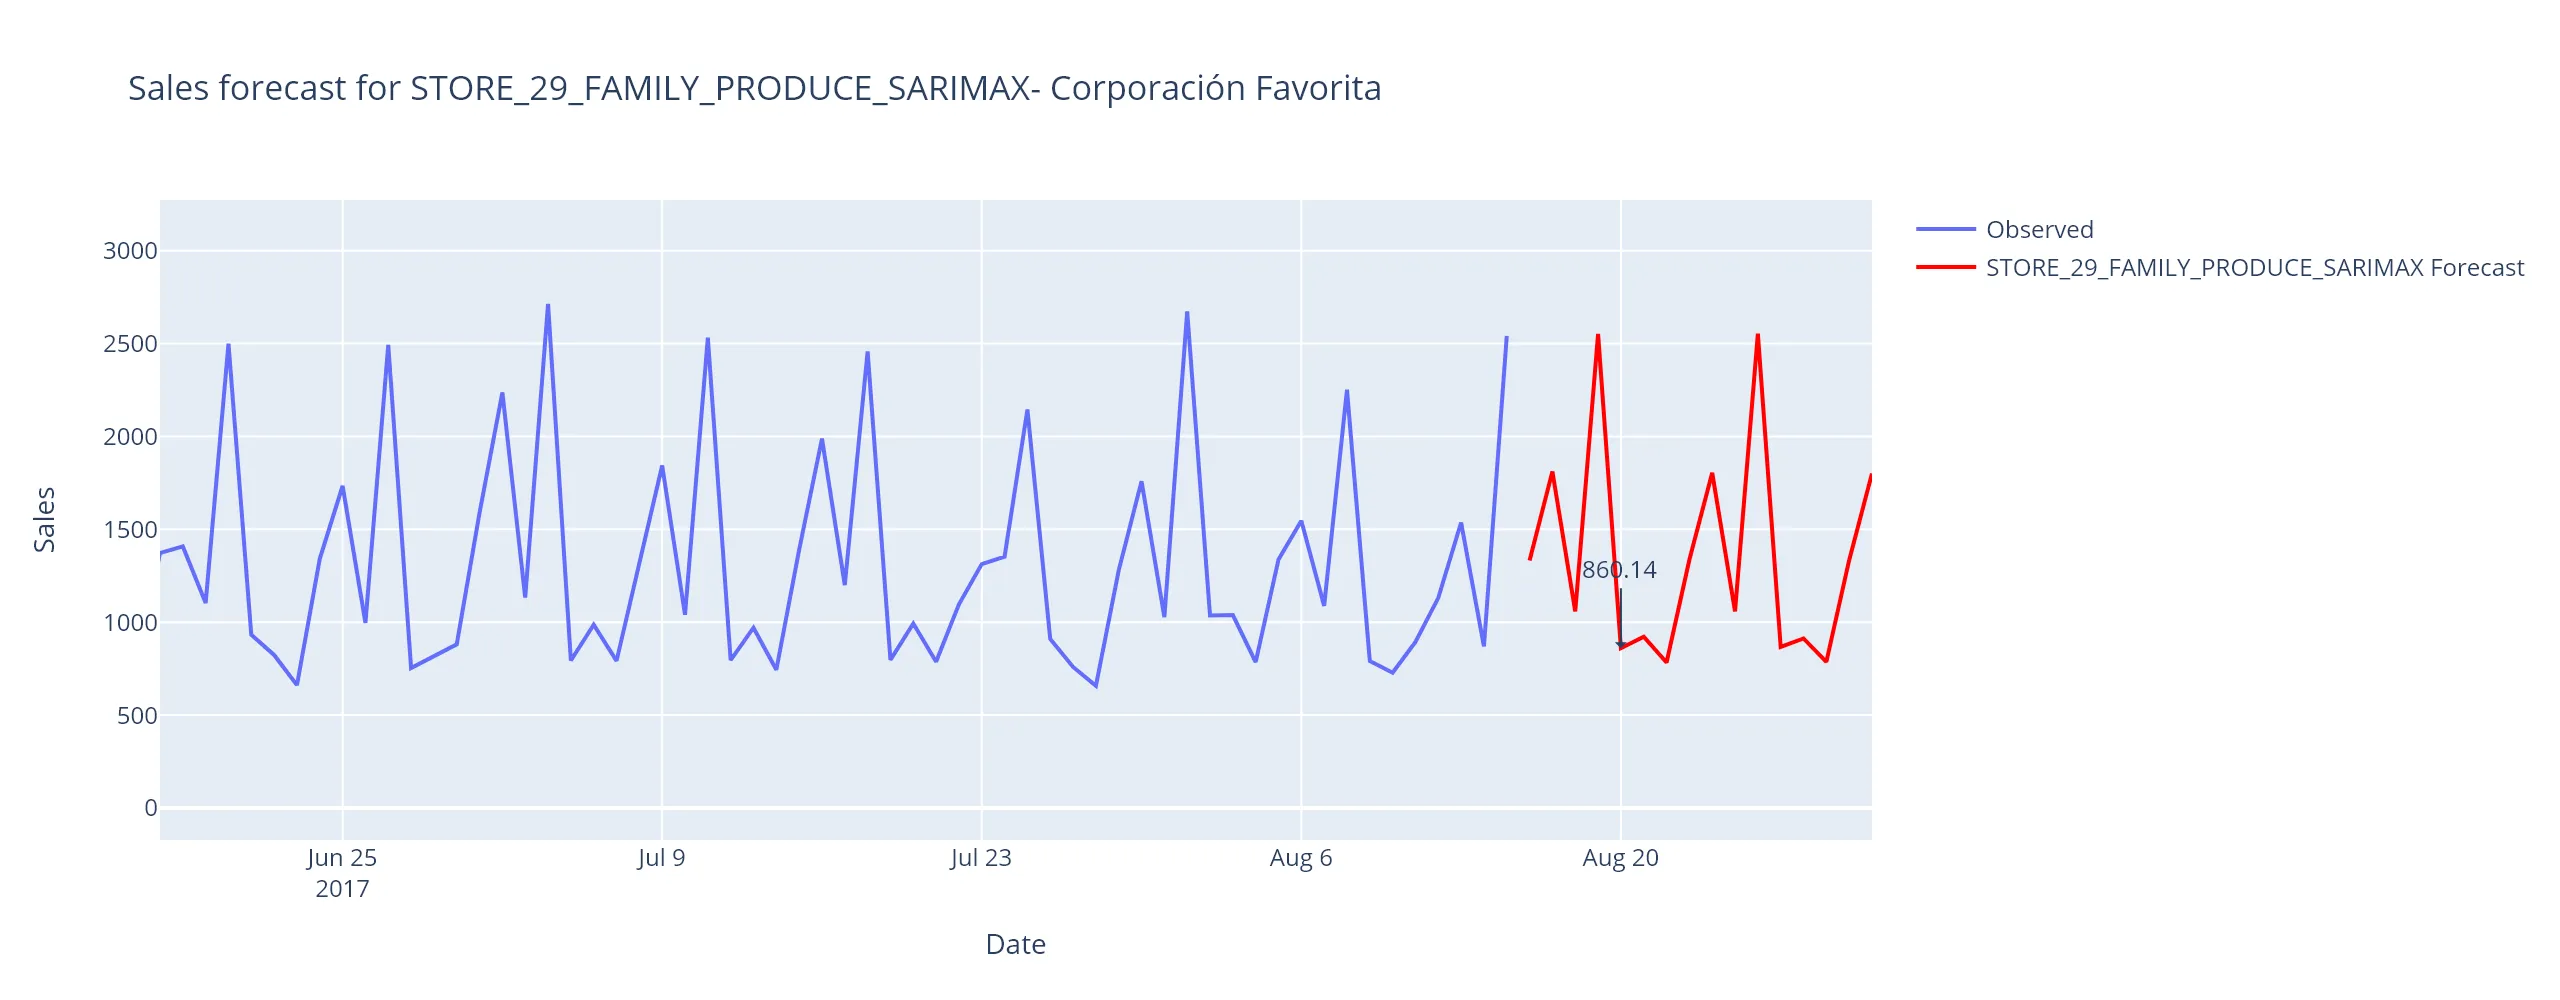 Sales forecast for STORE_29_FAMILY_PRODUCE_SARIMAX- Corporación Favorita
Observed
STORE_29_FAMILY_PRODUCE_SARIMAX Forecast
3000
2500
2000
1500
1000
500
0
Sales
860.14
Jun 25
2017
Jul 9
Jul 23
Aug 6
Aug 20
Date